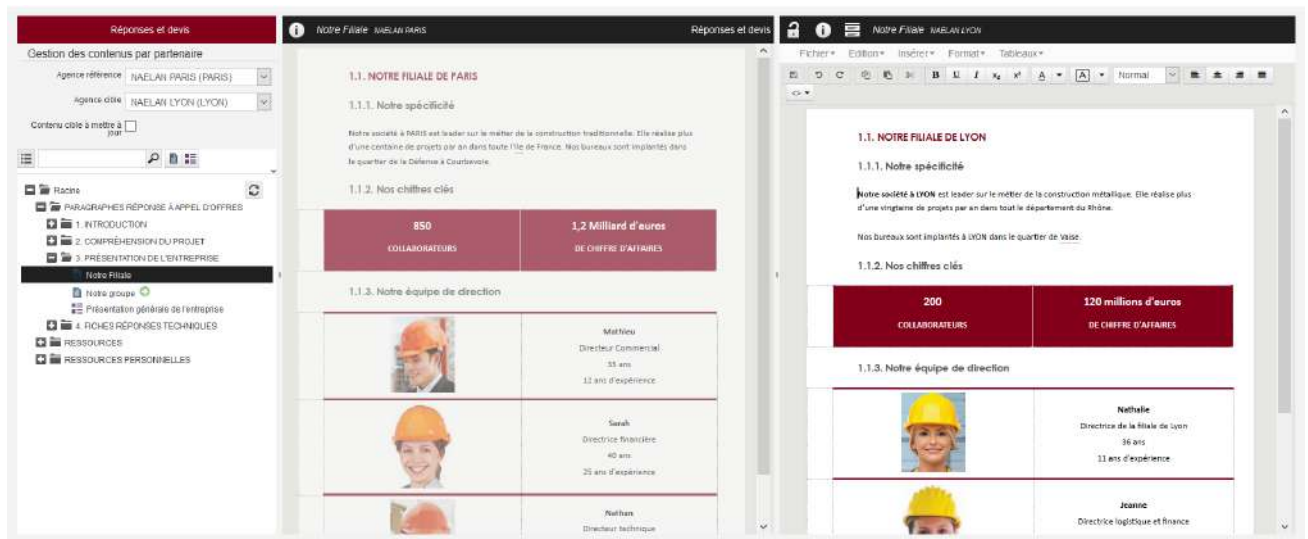 Réponses et devis
Gestion des contenus par partenaire
Agence référence NAELAN PARIS (PARIS)
Agence cible NAELAN LYON (LYON)
Contenu cible à mettre à
jour
Racine
PARAGRAPHES RÉPONSE À APPEL D'OFFRES
1. INTRODUCTION
2. COMPRÉHENSION DU PROJET
3. PRÉSENTATION DE L'ENTREPRISE
Notre Filiale
Notre groupe
Présentation générale de l'entreprise
4. FICHES RÉPONSES TECHNIQUES
RESSOURCES
RESSOURCES PERSONNELLES
Notre Filiale NAELAN PARIS Réponses et devis
1.1. NOTRE FILIALE DE PARIS
1.1.1. Notre spécificité
Notre société à PARIS est leader sur le métier de la construction traditionnelle. Elle réalise plus
d'une centaine de projets par an dans toute l'Ile de France. Nos bureaux sont implantés dans
le quartier de la Défense à Courbevoie.
1.1.2. Nos chiffres clés
850 1,2 Milliard d'euros
COLLABORATEURS DE CHIFFRE D'AFFAIRES
1.1.3. Notre équipe de direction
Mathieu
Directeur Commercial
35 ans
12 ans d'expérience
Sarah
Directrice financière
40 ans
25 ans d'expérience
Nathan
Directeur technique
Notre Filiale NAELAN LYON
Fichier Edition Insérer Format Tableaux
B U I x₂ x² A A Normal
<>
1.1. NOTRE FILIALE DE LYON
1.1.1. Notre spécificité
Notre société à LYON est leader sur le métier de la construction métallique. Elle réalise plus
d'une vingtaine de projets par an dans tout le département du Rhône.
Nos bureaux sont implantés à LYON dans le quartier de Vaise.
1.1.2. Nos chiffres clés
200 120 millions d'euros
COLLABORATEURS DE CHIFFRE D'AFFAIRES
1.1.3. Notre équipe de direction
Nathalie
Directrice de la filiale de Lyon
36 ans
11 ans d'expérience
Jeanne
Directrice logistique et finance